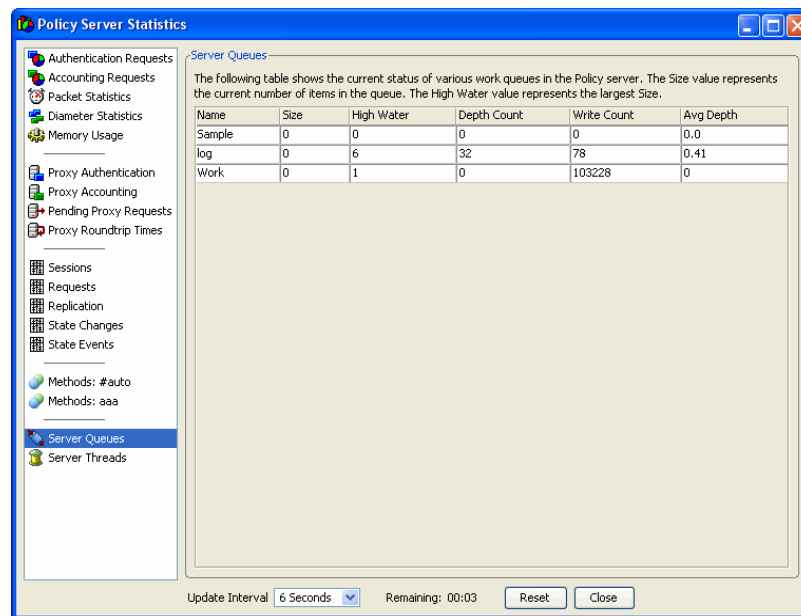 Policy Server Statistics
Authentication Requests
Accounting Requests
Packet Statistics
Diameter Statistics
Memory Usage
Proxy Authentication
Proxy Accounting
Pending Proxy Requests
Proxy Roundtrip Times
Sessions
Requests
Replication
State Changes
State Events
Methods: #auto
Methods: aaa
Server Queues
Server Threads
Server Queues
The following table shows the current status of various work queues in the Policy server. The Size value represents
the current number of items in the queue. The High Water value represents the largest Size.
Name Size High Water Depth Count Write Count Avg Depth
Sample 0 0 0 0 0.0
log 0 6 32 78 0.41
Work 0 1 0 103228 0
Update Interval 6 Seconds Remaining: 00:03 Reset Close